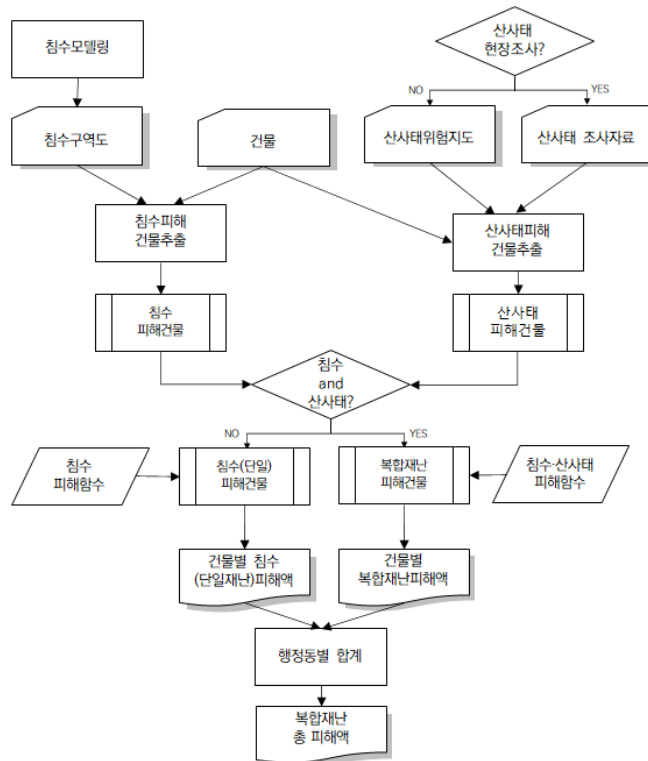 침수모델링
산사태
현장조사?
NO
YES
침수구역도
건물
산사태위험지도
산사태 조사자료
침수피해
건물추출
산사태피해
건물추출
침수
피해건물
산사태
피해건물
침수
and
산사태?
NO
YES
침수
피해함수
침수(단일)
피해건물
복합재난
피해건물
침수·산사태
피해함수
건물별 침수
(단일재난)피해액
건물별
복합재난피해액
행정동별 합계
복합재난
총 피해액